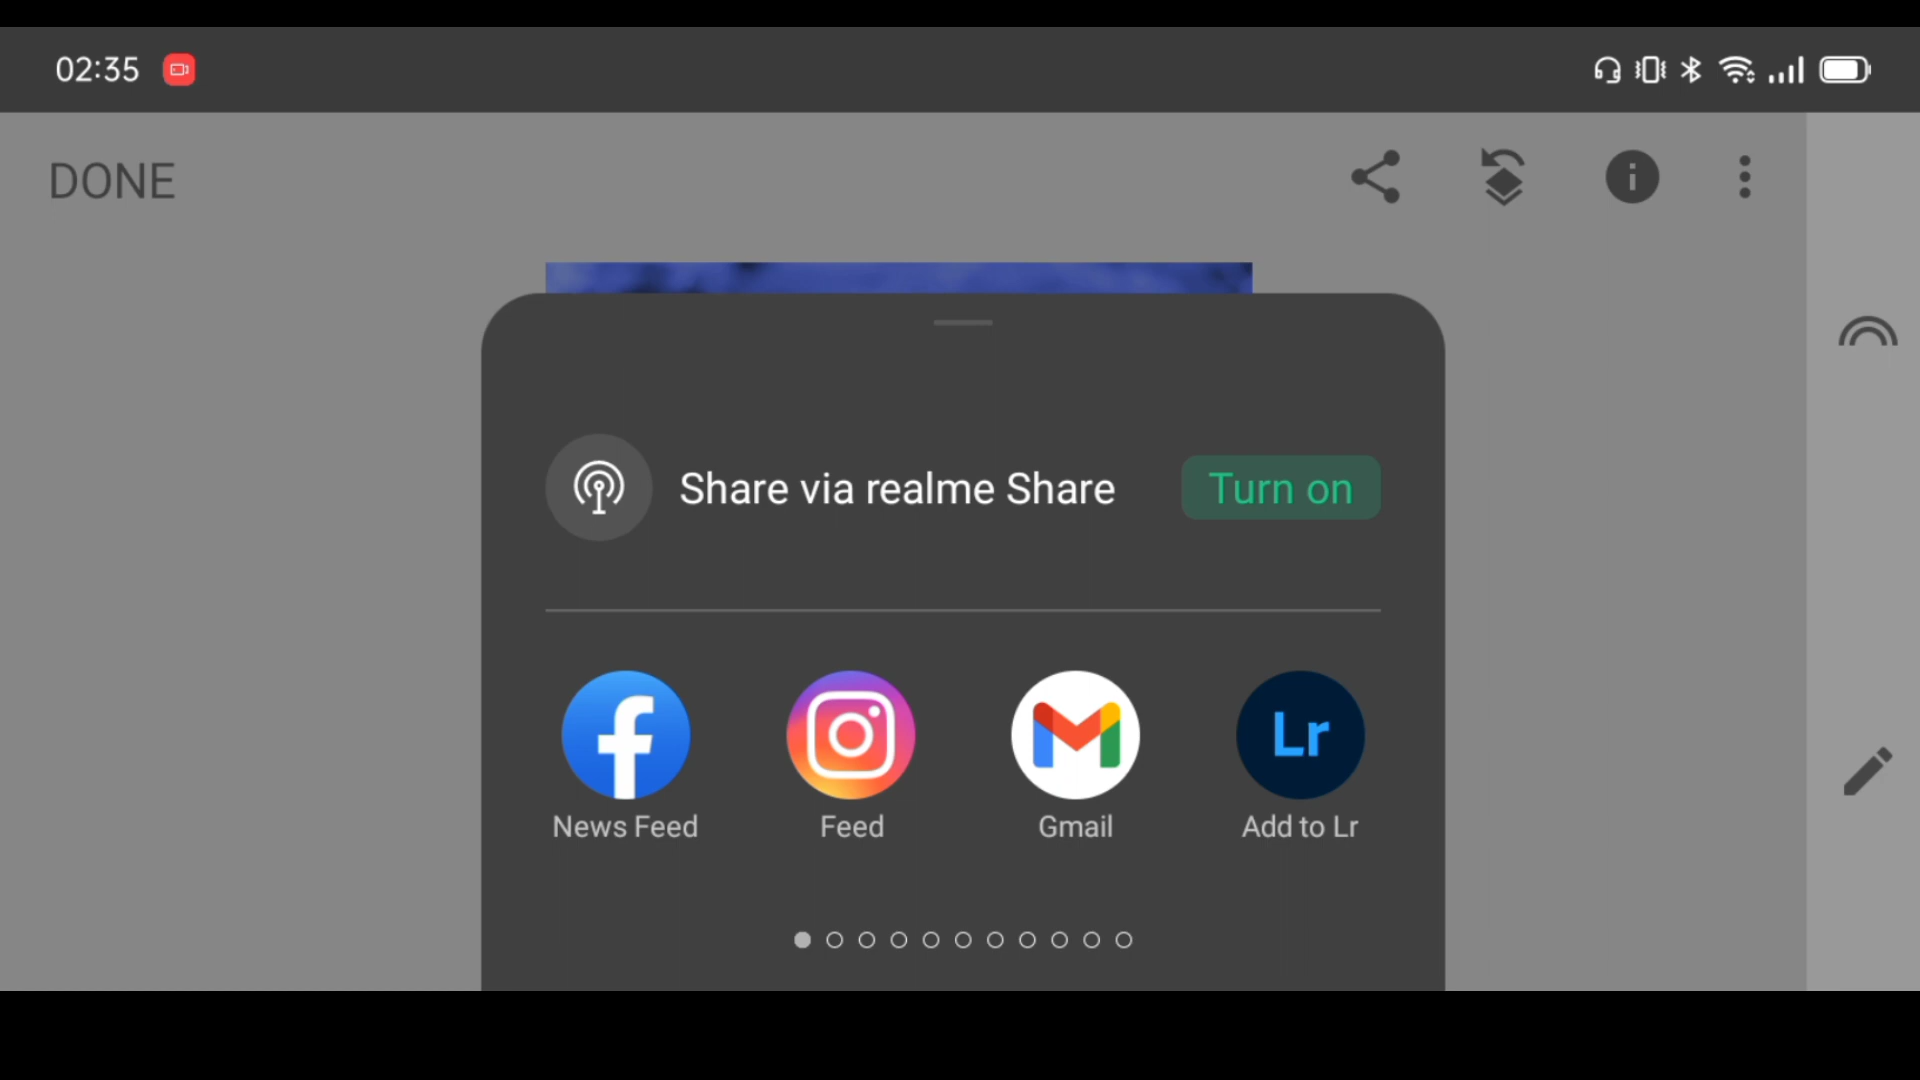 02:35
DONE
Share via realme Share
Turn on
Lr
News Feed
Feed
Gmail
Add to Lr